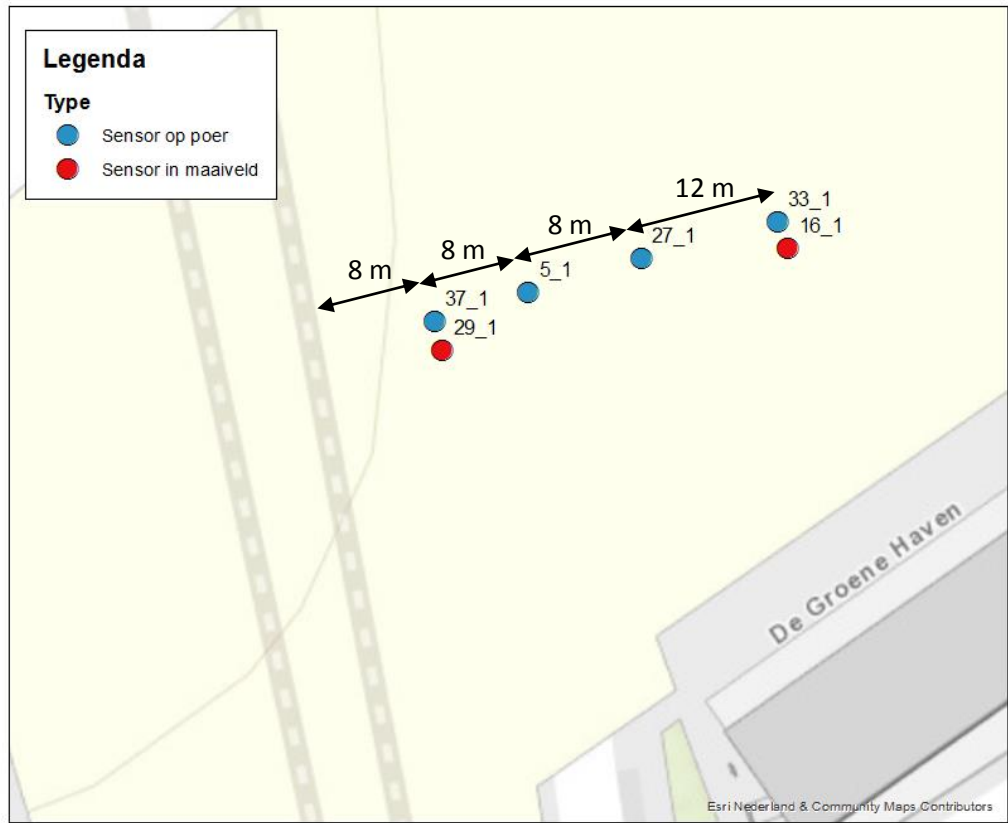 Legenda
Type
Sensor op poer
Sensor in maaiveld
12 m
33_1
16_1
8 m
27_1
8 m
5_1
8 m
37_1
29_1
De Groene Haven
Esri Nederland & Community Maps Contributors